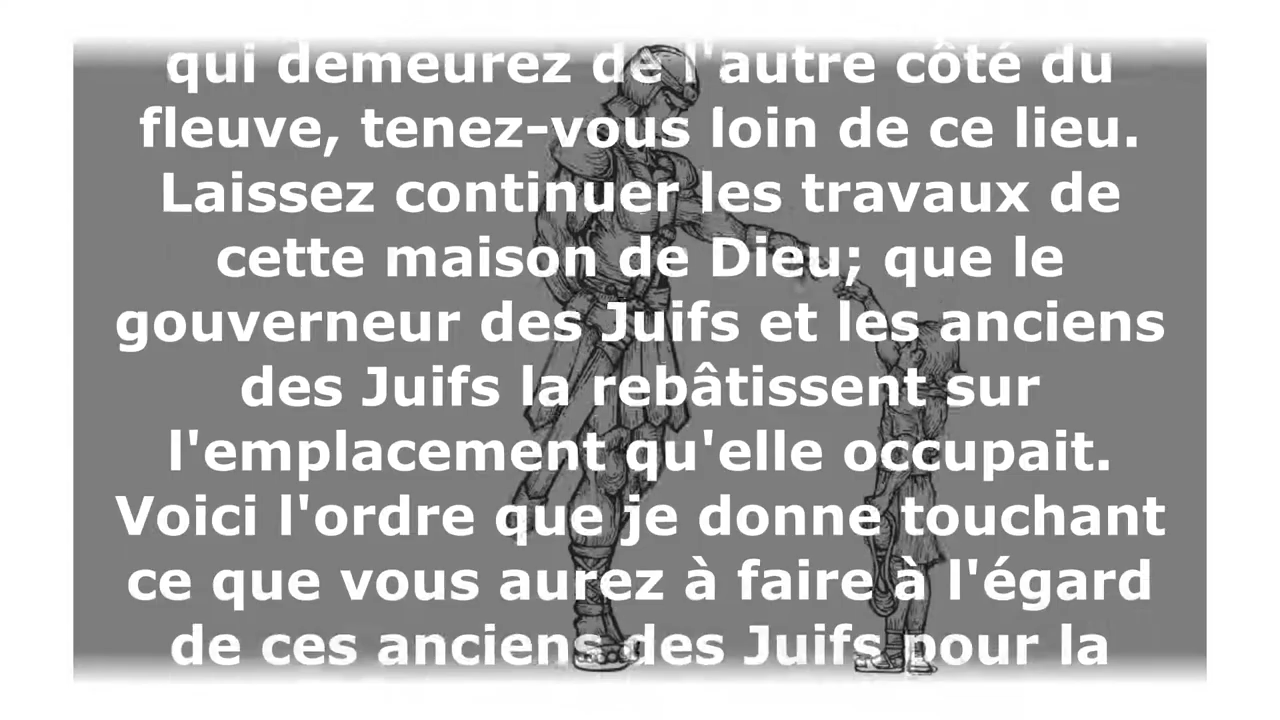 qui demeurez de l'autre côté du
fleuve, tenez-vous loin de ce lieu.
Laissez continuer les travaux de
cette maison de Dieu; que le
gouverneur des Juifs et les anciens
des Juifs la rebâtissent sur
l'emplacement qu'elle occupait.
Voici l'ordre que je donne touchant
ce que vous aurez à faire à l'égard
de ces anciens des Juifs pour la